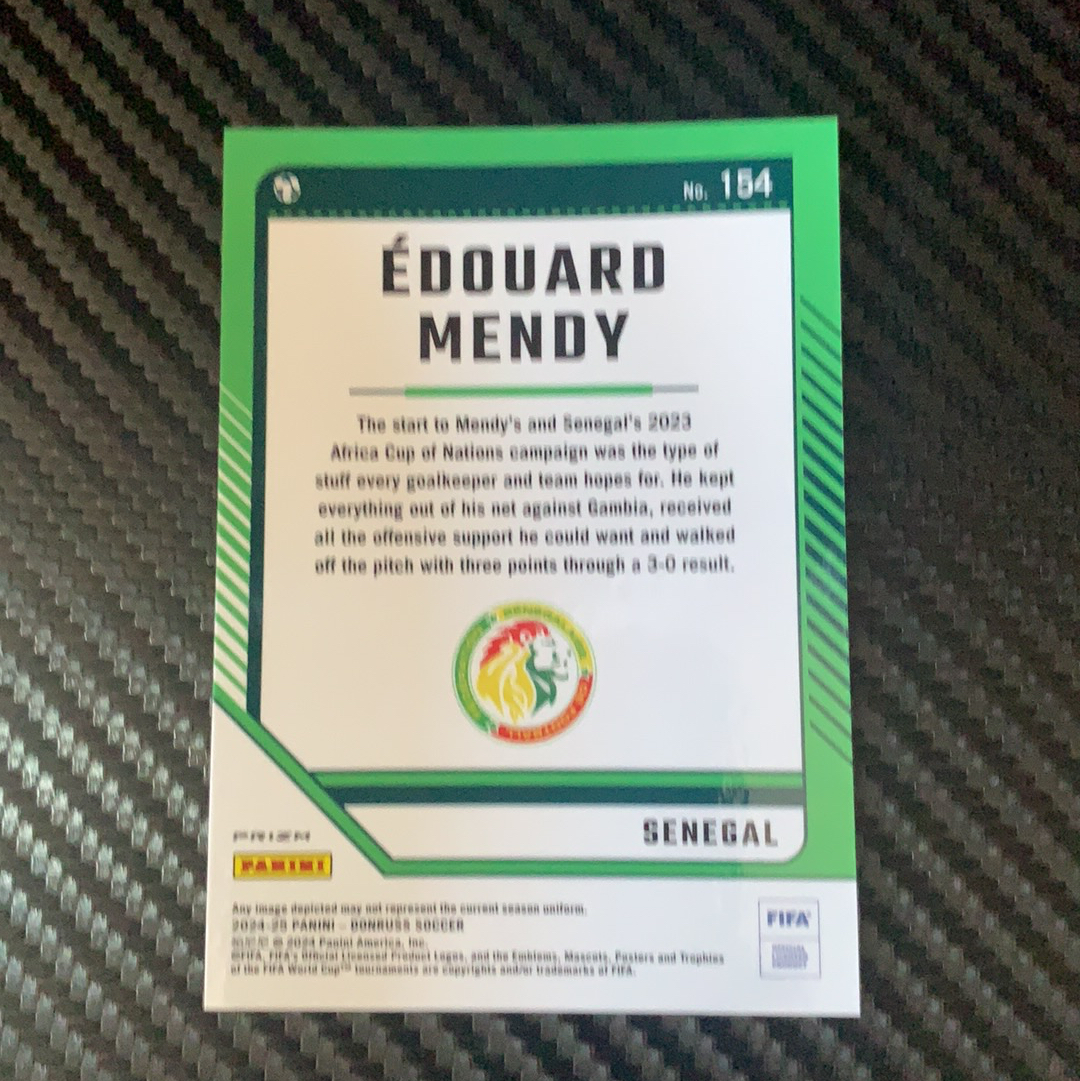 No. 154
ÉDOUARD
MENDY
The start to Mendy's and Senegal's 2023
Africa Cup of Nations campaign was the type of
stuff every goalkeeper and team hopes for. He kept
everything out of his net against Gambia, received
all the offensive support he could want and walked
off the pitch with three points through a 3-0 result.
SENEGAL
PRIZM
PANINI
Any image depicted may not represent the current season uniform.
2024-25 PANINI – DONRUSS SOCCER
© 2024 Panini America, Inc.
©FIFA, FIFA's Official Licensed Product Logos, and the Emblems, Mascots, Posters and Trophies
of the FIFA World Cup™ tournaments are copyrights and/or trademarks of FIFA.
FIFA